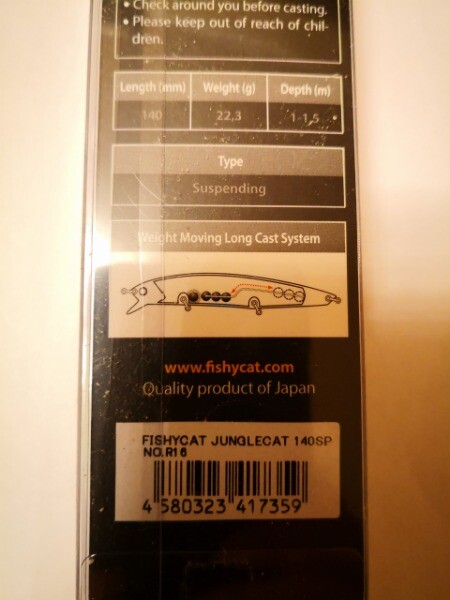 • Check around you before casting.
• Please keep out of reach of chil-
dren.
Length (mm) Weight (g) Depth (m)
140 22,3 1-1,5
Type
Suspending
Weight Moving Long Cast System
www.fishycat.com
Quality product of Japan
FISHYCAT JUNGLECAT 140SP
NO.R16
4 580323 417359